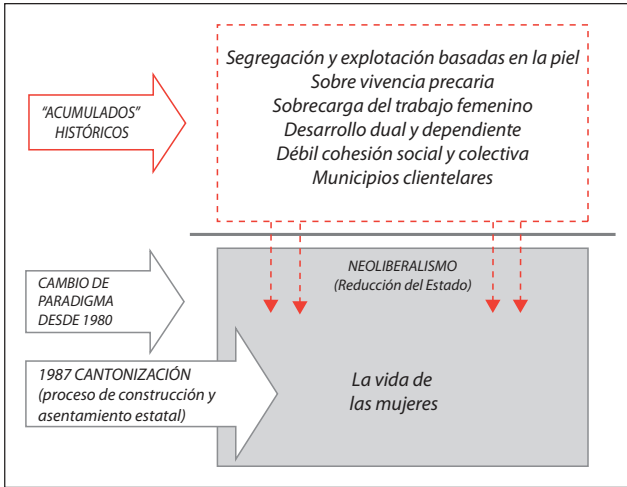 Segregación y explotación basadas en la piel
Sobre vivencia precaria
Sobrecarga del trabajo femenino
Desarrollo dual y dependiente
Débil cohesión social y colectiva
Municipios clientelares
"ACUMULADOS"
HISTÓRICOS
NEOLIBERALISMO
(Reducción del Estado)
CAMBIO DE
PARADIGMA
DESDE 1980
1987 CANTONIZACIÓN
(proceso de construcción y
asentamiento estatal)
La vida de
las mujeres